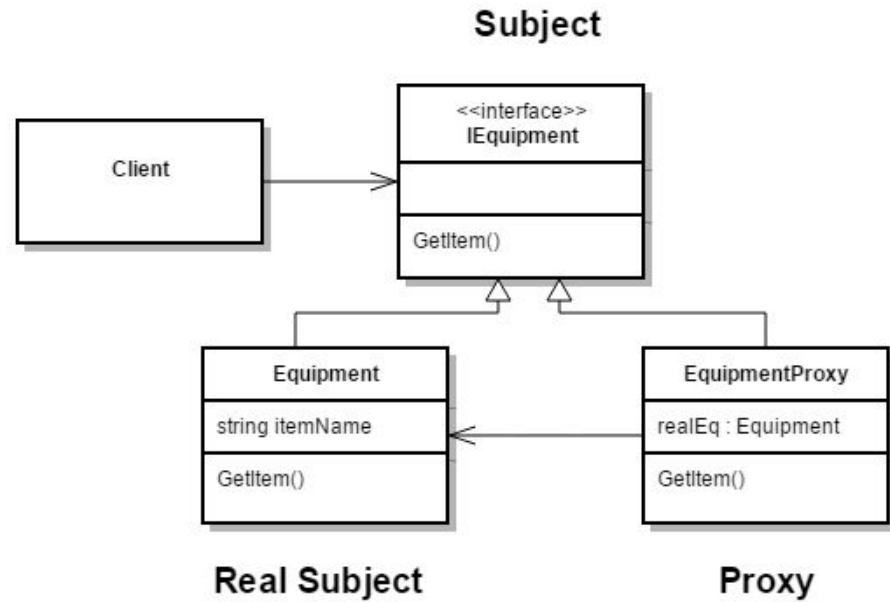 Subject
<<interface>>
IEquipment
Client
GetItem()
Equipment
string itemName
GetItem()
EquipmentProxy
realEq : Equipment
GetItem()
Real Subject
Proxy